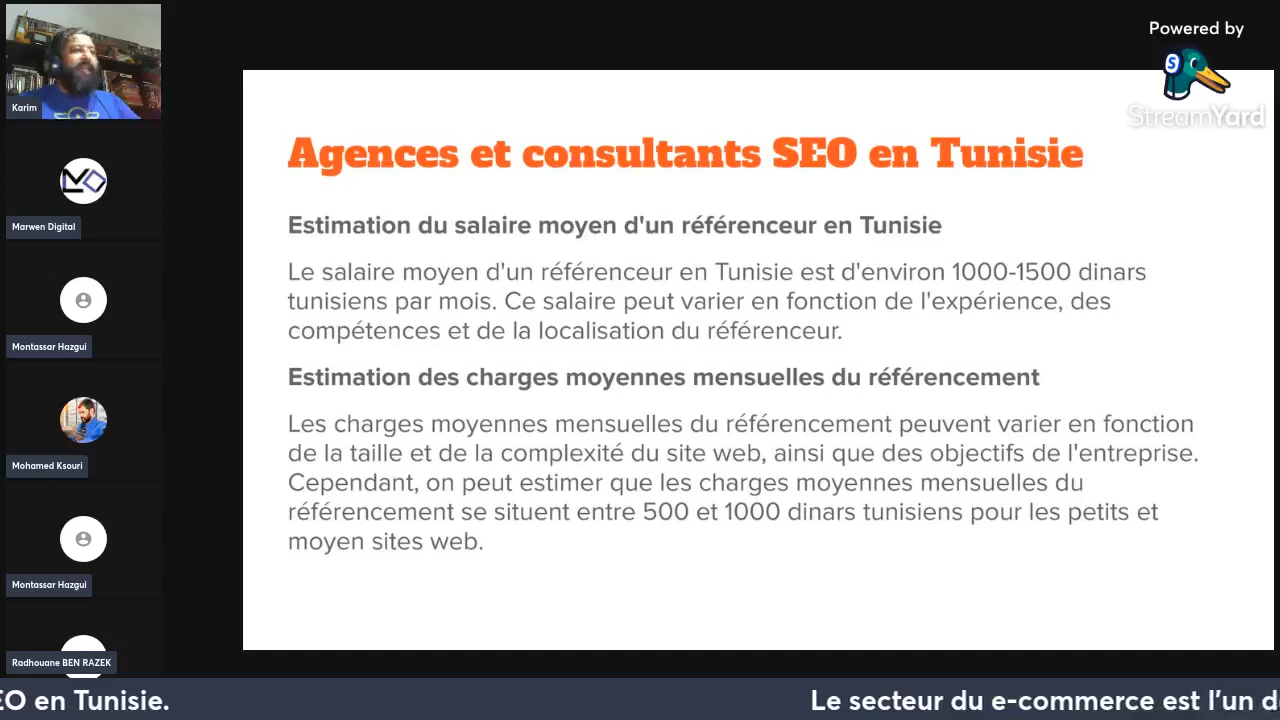 Powered by
StreamYard
Karim
Marwen Digital
Montassar Hazgui
Mohamed Ksouri
Montassar Hazgui
Radhouane BEN RAZEK
Agences et consultants SEO en Tunisie
Estimation du salaire moyen d'un référenceur en Tunisie
Le salaire moyen d'un référenceur en Tunisie est d'environ 1000-1500 dinars
tunisiens par mois. Ce salaire peut varier en fonction de l'expérience, des
compétences et de la localisation du référenceur.
Estimation des charges moyennes mensuelles du référencement
Les charges moyennes mensuelles du référencement peuvent varier en fonction
de la taille et de la complexité du site web, ainsi que des objectifs de l'entreprise.
Cependant, on peut estimer que les charges moyennes mensuelles du
référencement se situent entre 500 et 1000 dinars tunisiens pour les petits et
moyen sites web.
EO en Tunisie. Le secteur du e-commerce est l'un d